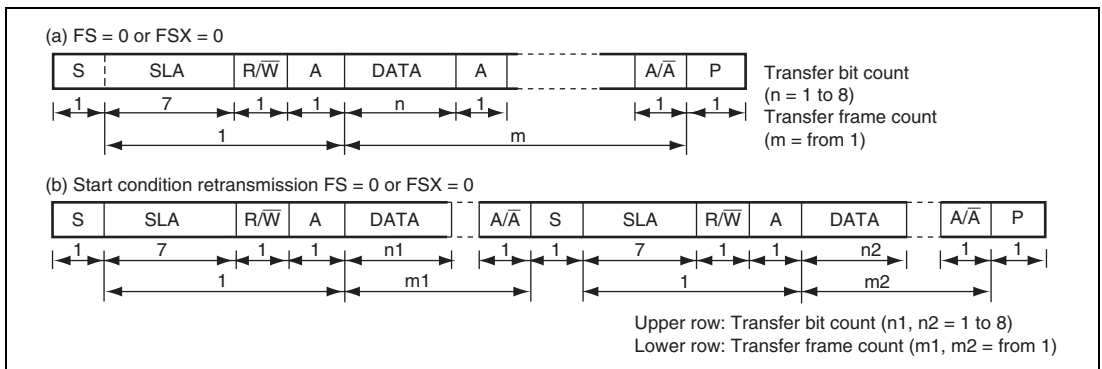 (a) FS = 0 or FSX = 0
S SLA R/W̅ A DATA A A/A̅ P
1 7 1 1 n 1 1 1
1 m
Transfer bit count
(n = 1 to 8)
Transfer frame count
(m = from 1)
(b) Start condition retransmission FS = 0 or FSX = 0
S SLA R/W̅ A DATA A/A̅ S SLA R/W̅ A DATA A/A̅ P
1 7 1 1 n1 1 1 7 1 1 n2 1 1
1 m1 1 m2
Upper row: Transfer bit count (n1, n2 = 1 to 8)
Lower row: Transfer frame count (m1, m2 = from 1)